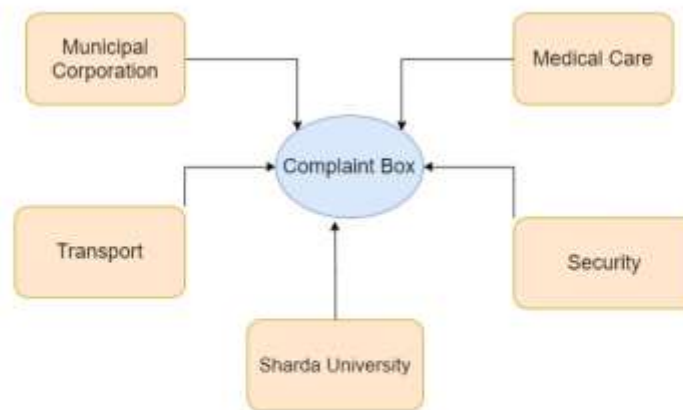 Municipal
Corporation
Medical Care
Complaint Box
Transport
Security
Sharda University